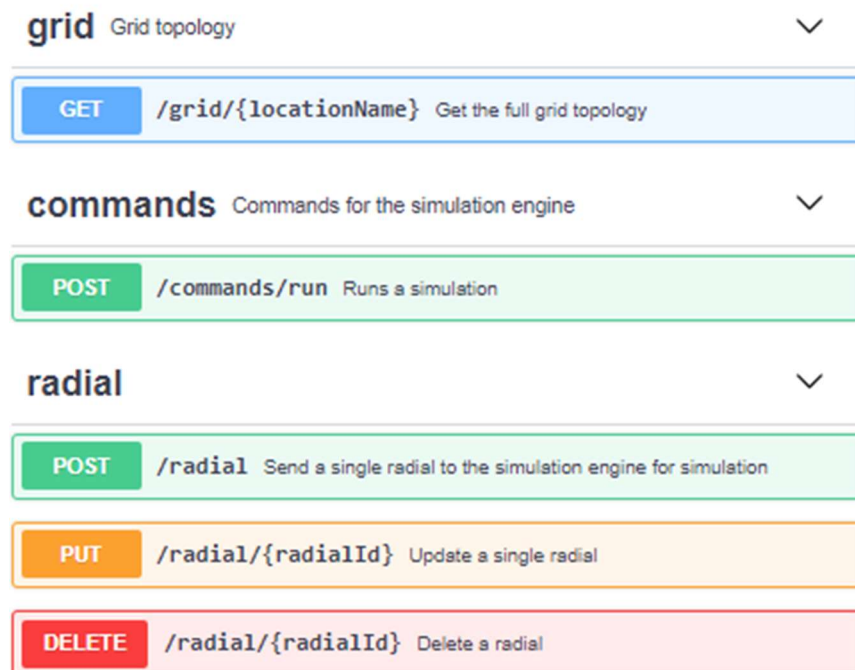 grid Grid topology
GET /grid/{locationName} Get the full grid topology
commands Commands for the simulation engine
POST /commands/run Runs a simulation
radial
POST /radial Send a single radial to the simulation engine for simulation
PUT /radial/{radialId} Update a single radial
DELETE /radial/{radialId} Delete a radial